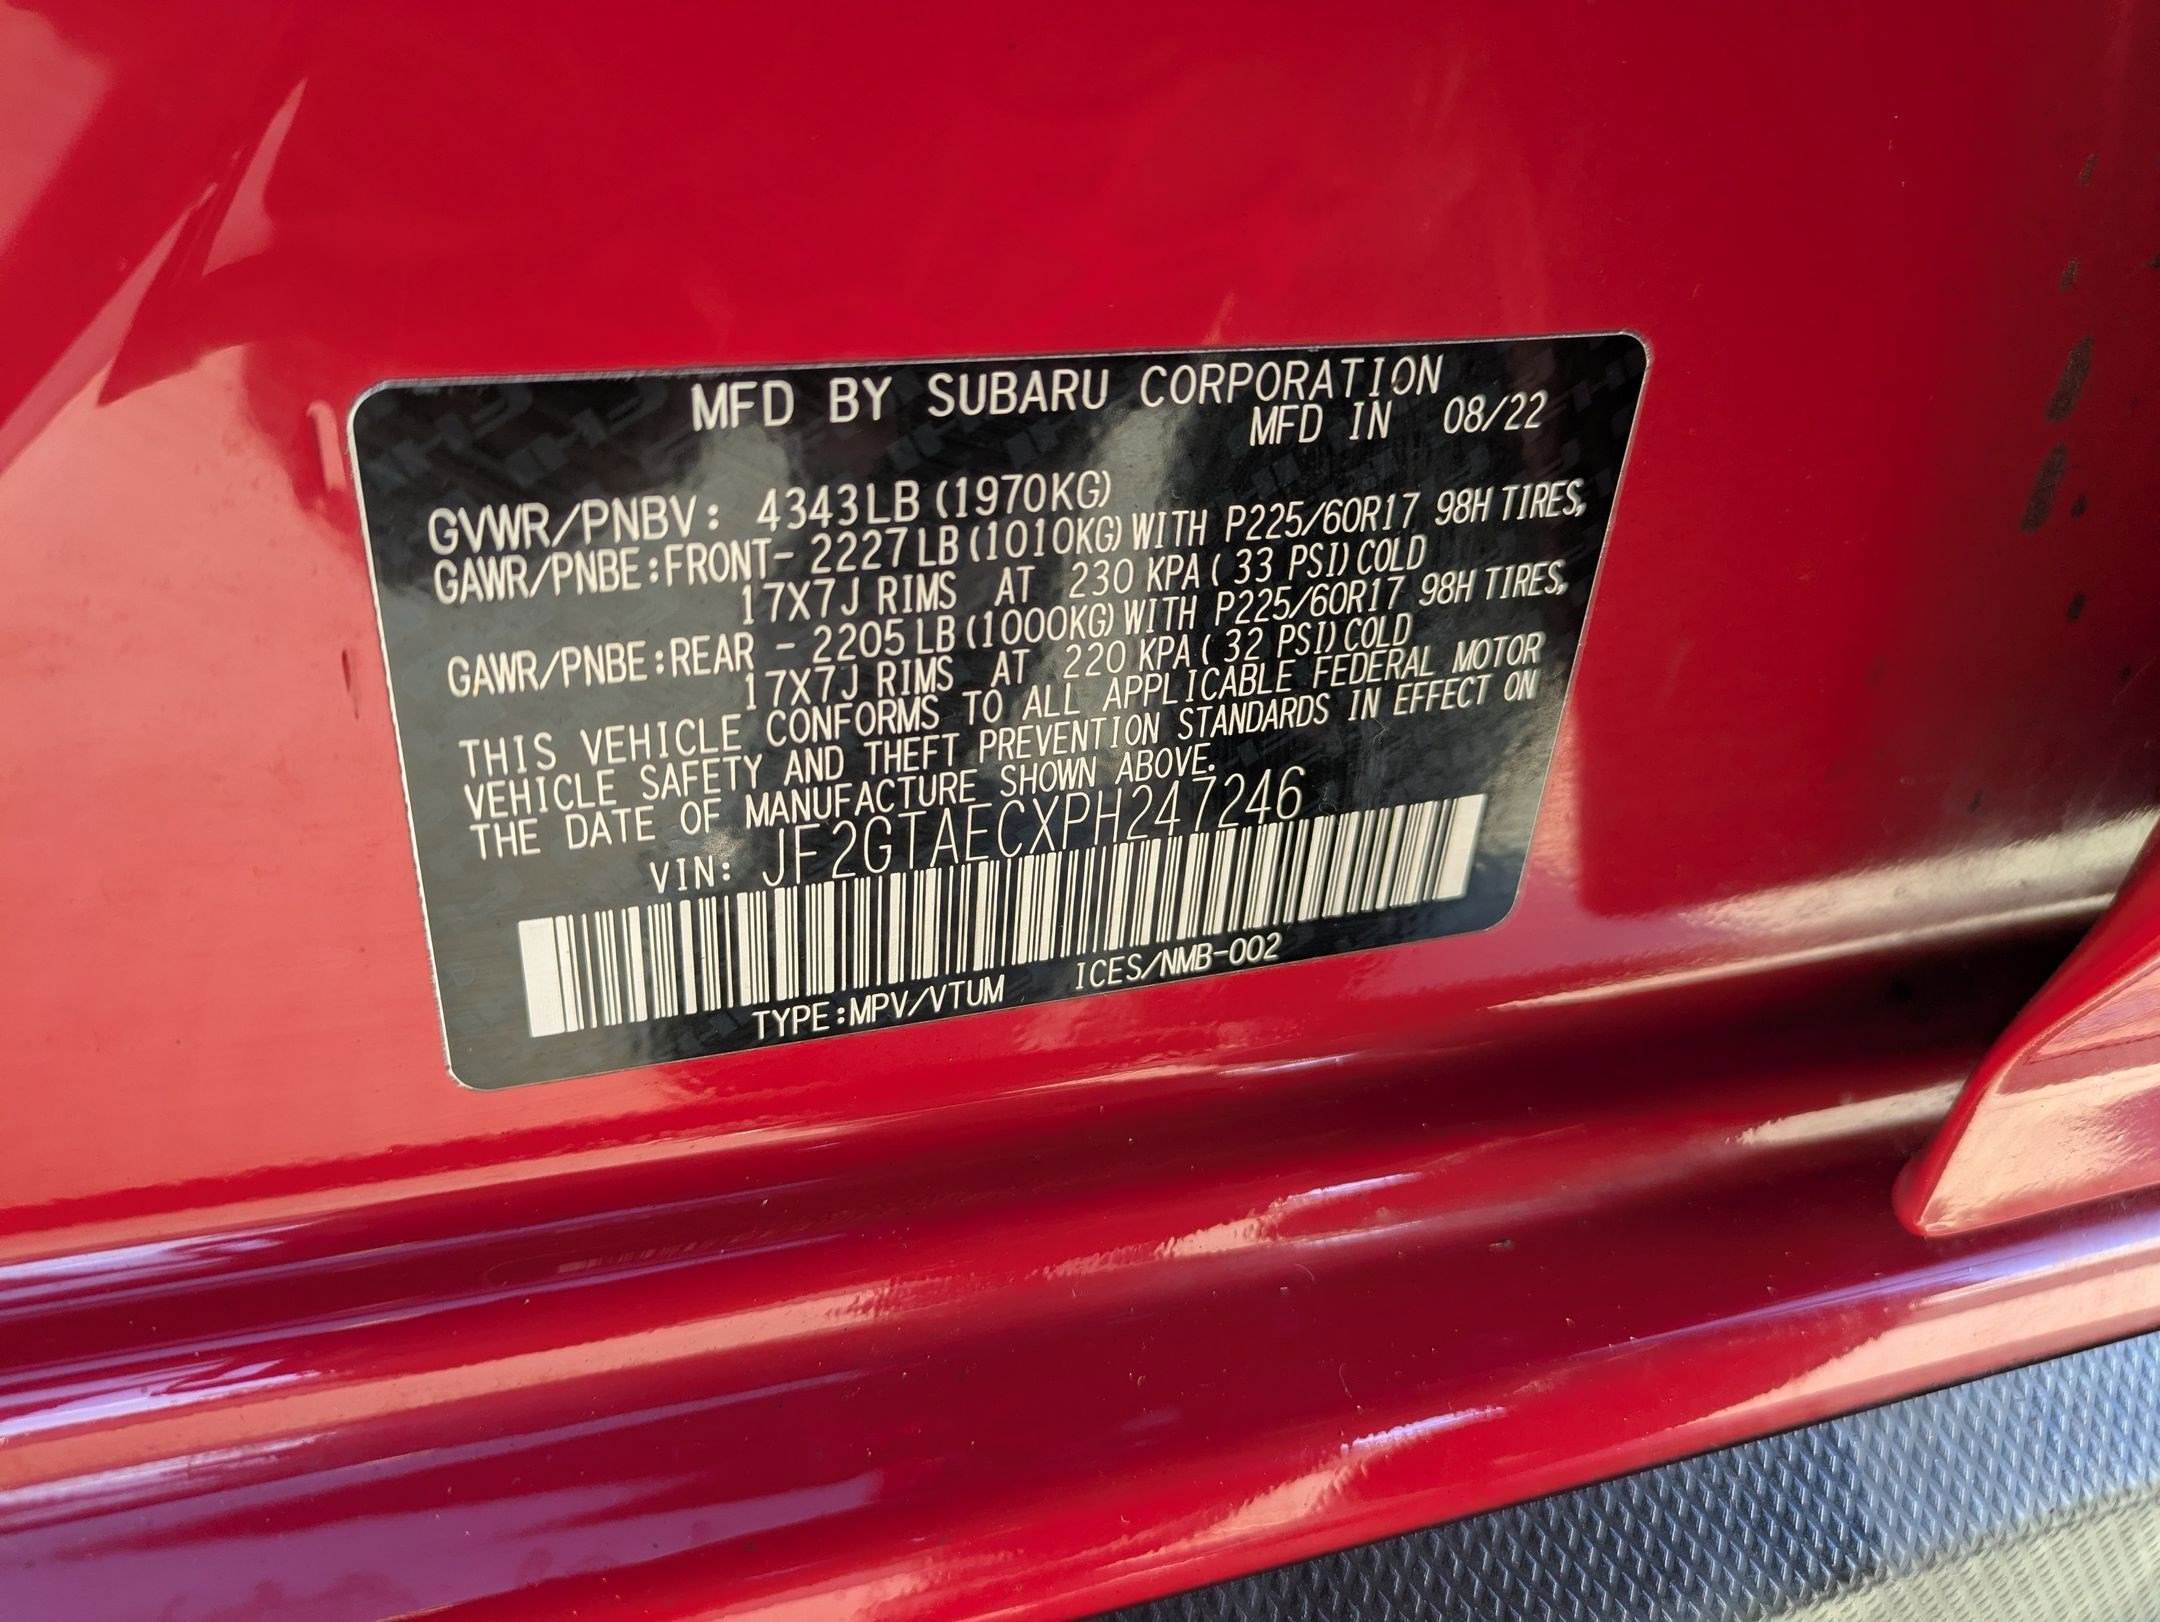 MFD BY SUBARU CORPORATION
MFD IN 08/22
GVWR/PNBV: 4343LB (1970KG)
GAWR/PNBE:FRONT- 2227LB (1010KG) WITH P225/60R17 98H TIRES,
17X7J RIMS AT 230 KPA ( 33 PSI) COLD
GAWR/PNBE:REAR - 2205LB (1000KG) WITH P225/60R17 98H TIRES,
17X7J RIMS AT 220 KPA ( 32 PSI) COLD
THIS VEHICLE CONFORMS TO ALL APPLICABLE FEDERAL MOTOR
VEHICLE SAFETY AND THEFT PREVENTION STANDARDS IN EFFECT ON
THE DATE OF MANUFACTURE SHOWN ABOVE.
VIN: JF2GTAECXPH247246
TYPE:MPV/VTUM ICES/NMB-002